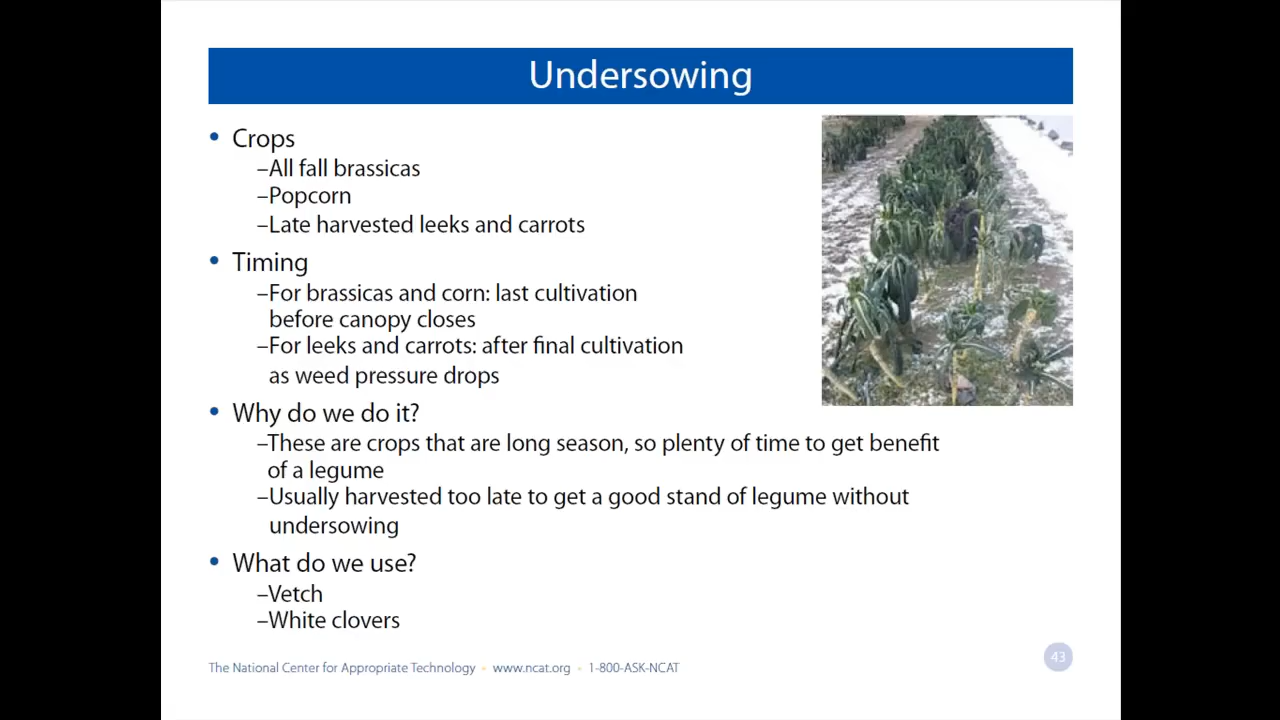 Undersowing
• Crops
–All fall brassicas
–Popcorn
–Late harvested leeks and carrots
• Timing
–For brassicas and corn: last cultivation
before canopy closes
–For leeks and carrots: after final cultivation
as weed pressure drops
• Why do we do it?
–These are crops that are long season, so plenty of time to get benefit
of a legume
–Usually harvested too late to get a good stand of legume without
undersowing
• What do we use?
–Vetch
–White clovers
The National Center for Appropriate Technology • www.ncat.org • 1-800-ASK-NCAT
43